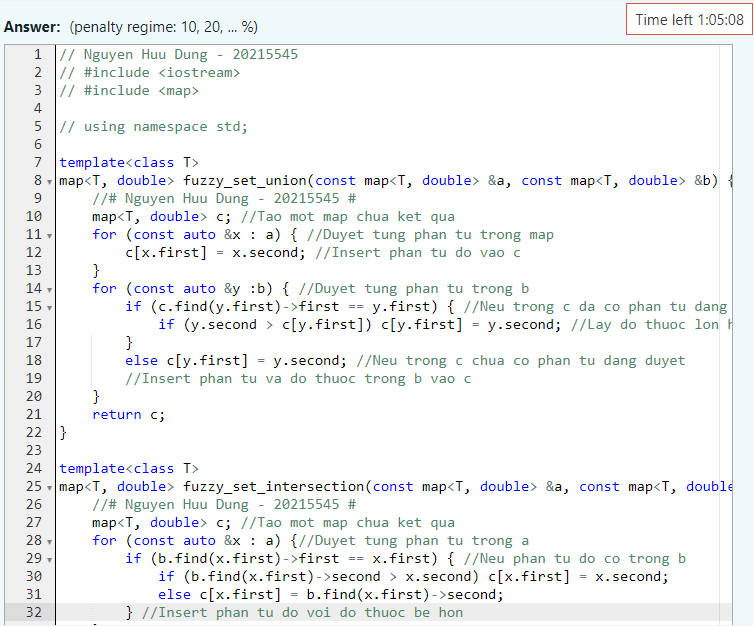 Time left 1:05:08
Answer: (penalty regime: 10, 20, ... %)
1 // Nguyen Huu Dung - 20215545
2 // #include <iostream>
3 // #include <map>
4
5 // using namespace std;
6
7 template<class T>
8 map<T, double> fuzzy_set_union(const map<T, double> &a, const map<T, double> &b) {
9 //# Nguyen Huu Dung - 20215545 #
10 map<T, double> c; //Tao mot map chua ket qua
11 for (const auto &x : a) { //Duyet tung phan tu trong map
12 c[x.first] = x.second; //Insert phan tu do vao c
13 }
14 for (const auto &y :b) { //Duyet tung phan tu trong b
15 if (c.find(y.first)->first == y.first) { //Neu trong c da co phan tu dang
16 if (y.second > c[y.first]) c[y.first] = y.second; //Lay do thuoc lon
17 }
18 else c[y.first] = y.second; //Neu trong c chua co phan tu dang duyet
19 //Insert phan tu va do thuoc trong b vao c
20 }
21 return c;
22 }
23
24 template<class T>
25 map<T, double> fuzzy_set_intersection(const map<T, double> &a, const map<T, double
26 //# Nguyen Huu Dung - 20215545 #
27 map<T, double> c; //Tao mot map chua ket qua
28 for (const auto &x : a) {//Duyet tung phan tu trong a
29 if (b.find(x.first)->first == x.first) { //Neu phan tu do co trong b
30 if (b.find(x.first)->second > x.second) c[x.first] = x.second;
31 else c[x.first] = b.find(x.first)->second;
32 } //Insert phan tu do voi do thuoc be hon